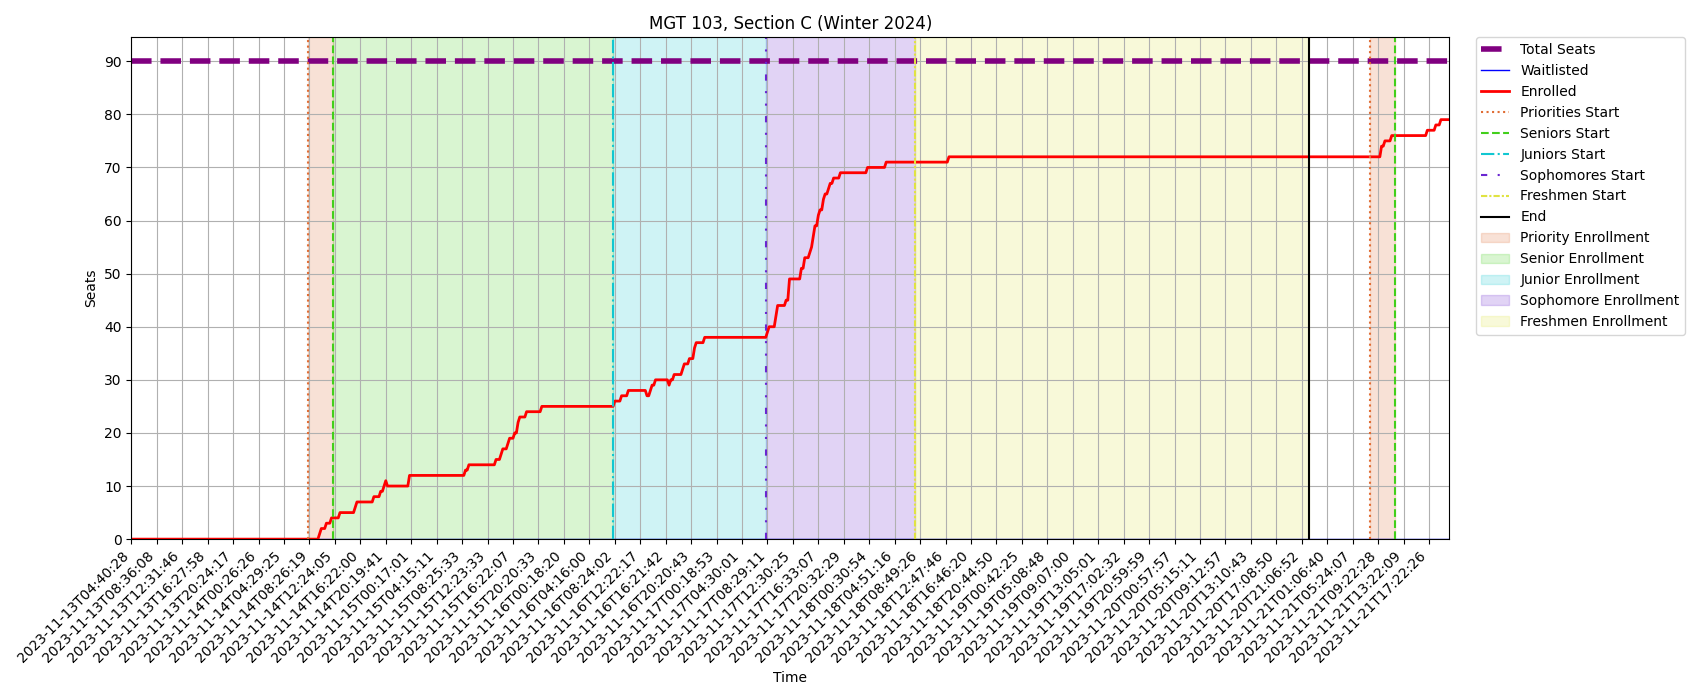 MGT 103, Section C (Winter 2024)
Seats
90
80
70
60
50
40
30
20
10
0
2023-11-13T04:40:28
2023-11-13T08:36:08
2023-11-13T12:31:46
2023-11-13T16:27:58
2023-11-13T20:24:17
2023-11-14T00:26:26
2023-11-14T04:29:25
2023-11-14T08:26:19
2023-11-14T12:24:05
2023-11-14T16:22:00
2023-11-14T20:19:41
2023-11-15T00:17:01
2023-11-15T04:15:11
2023-11-15T08:25:33
2023-11-15T12:23:33
2023-11-15T16:22:07
2023-11-15T20:20:33
2023-11-16T00:18:20
2023-11-16T04:16:00
2023-11-16T08:24:02
2023-11-16T12:22:17
2023-11-16T16:21:42
2023-11-16T20:20:43
2023-11-17T00:18:53
2023-11-17T04:30:01
2023-11-17T08:29:11
2023-11-17T12:30:25
2023-11-17T16:33:07
2023-11-17T20:32:29
2023-11-18T00:30:54
2023-11-18T04:51:16
2023-11-18T08:49:26
2023-11-18T12:47:46
2023-11-18T16:46:20
2023-11-18T20:44:50
2023-11-19T00:42:25
2023-11-19T05:08:48
2023-11-19T09:07:00
2023-11-19T13:05:01
2023-11-19T17:02:32
2023-11-19T20:59:59
2023-11-20T00:57:57
2023-11-20T05:15:11
2023-11-20T09:12:57
2023-11-20T13:10:43
2023-11-20T17:08:50
2023-11-20T21:06:52
2023-11-21T01:06:40
2023-11-21T05:24:07
2023-11-21T09:22:28
2023-11-21T13:22:09
2023-11-21T17:22:26
Time
Total Seats
Waitlisted
Enrolled
Priorities Start
Seniors Start
Juniors Start
Sophomores Start
Freshmen Start
End
Priority Enrollment
Senior Enrollment
Junior Enrollment
Sophomore Enrollment
Freshmen Enrollment